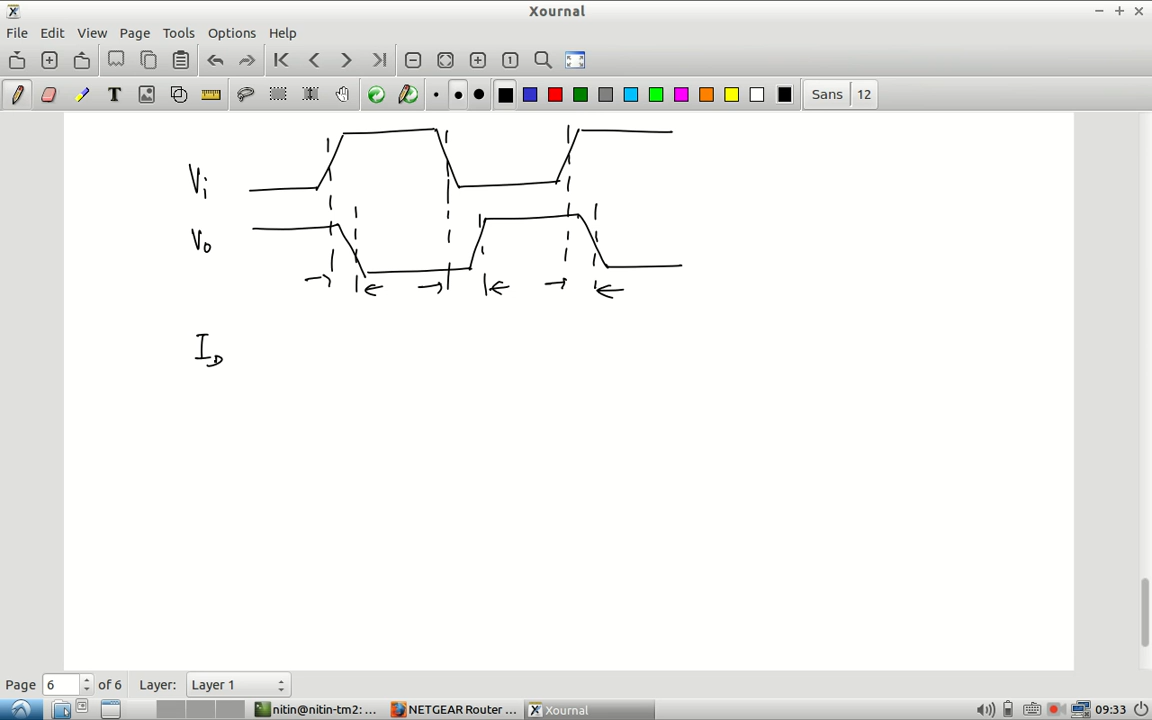 Xournal
File Edit View Page Tools Options Help
Sans 12
Vi
Vo
ID
Page 6 of 6 Layer: Layer 1
nitin@nitin-tm2: ... NETGEAR Router ... Xournal 09:33